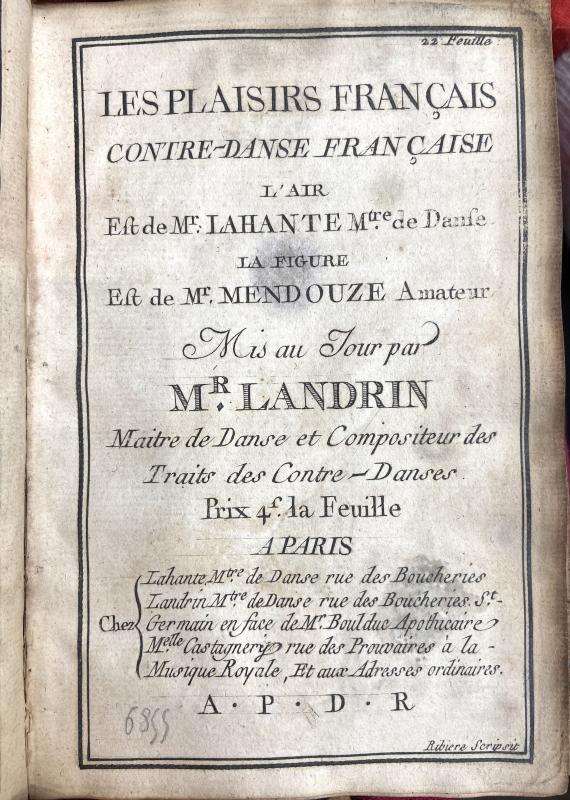 22 Feuille
LES PLAISIRS FRANÇAIS
CONTRE-DANSE FRANÇAISE
L'AIR
Est de Mr. LAHANTE Mtre de Danse
LA FIGURE
Est de Mr. MENDOUZE Amateur
Mis au Jour par
MR. LANDRIN
Maitre de Danse et Compositeur des
Traits des Contre-Danses.
Prix 4s. la Feuille
A PARIS
Lahante, Mtre de Danse rue des Boucheries
Landrin Mtre de Danse rue des Boucheries. St-
Chez Germain en face de Mr. Boulduc Apothicaire
Melle Castagnery rue des Prouvaires à la -
Musique Royale, Et aux Adresses ordinaires.
A · P · D · R
6855
Ribiere Scripsit